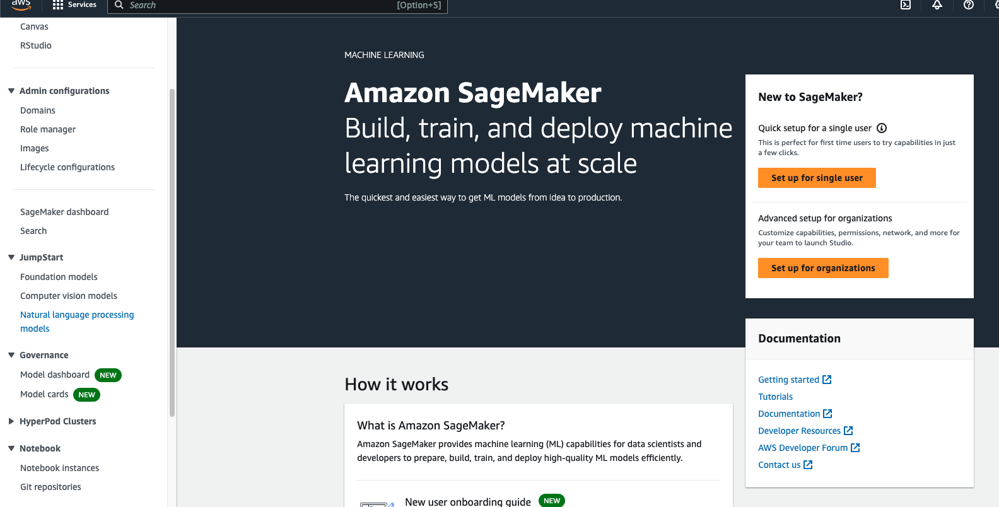 aws
Services
Search
[Option+S]
Canvas
RStudio
Admin configurations
Domains
Role manager
Images
Lifecycle configurations
SageMaker dashboard
Search
JumpStart
Foundation models
Computer vision models
Natural language processing
models
Governance
Model dashboard NEW
Model cards NEW
HyperPod Clusters
Notebook
Notebook instances
Git repositories
MACHINE LEARNING
Amazon SageMaker
Build, train, and deploy machine
learning models at scale
The quickest and easiest way to get ML models from idea to production.
New to SageMaker?
Quick setup for a single user
This is perfect for first time users to try capabilities in just
a few clicks.
Set up for single user
Advanced setup for organizations
Customize capabilities, permissions, network, and more for
your team to launch Studio.
Set up for organizations
Documentation
Getting started
Tutorials
Documentation
Developer Resources
AWS Developer Forum
Contact us
How it works
What is Amazon SageMaker?
Amazon SageMaker provides machine learning (ML) capabilities for data scientists and
developers to prepare, build, train, and deploy high-quality ML models efficiently.
New user onboarding guide NEW